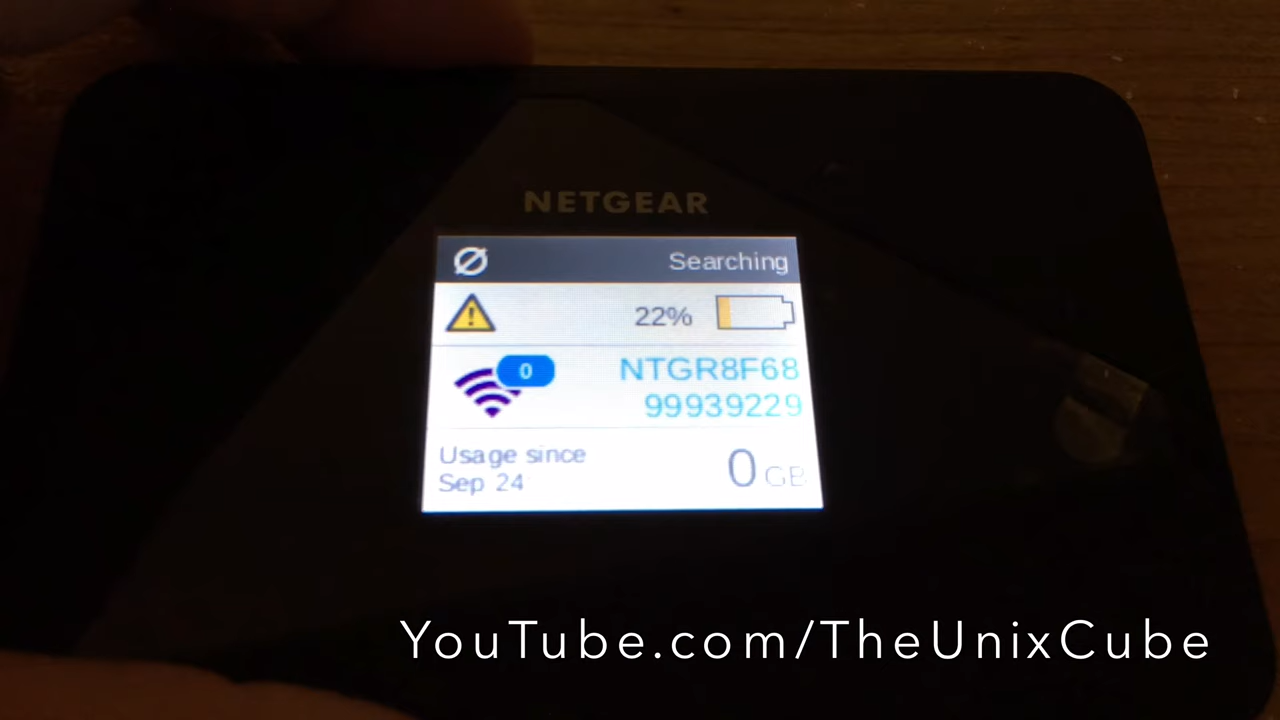 NETGEAR
Searching
22%
0 NTGR8F68
99939229
Usage since
Sep 24
0 GB
YouTube.com/TheUnixCube